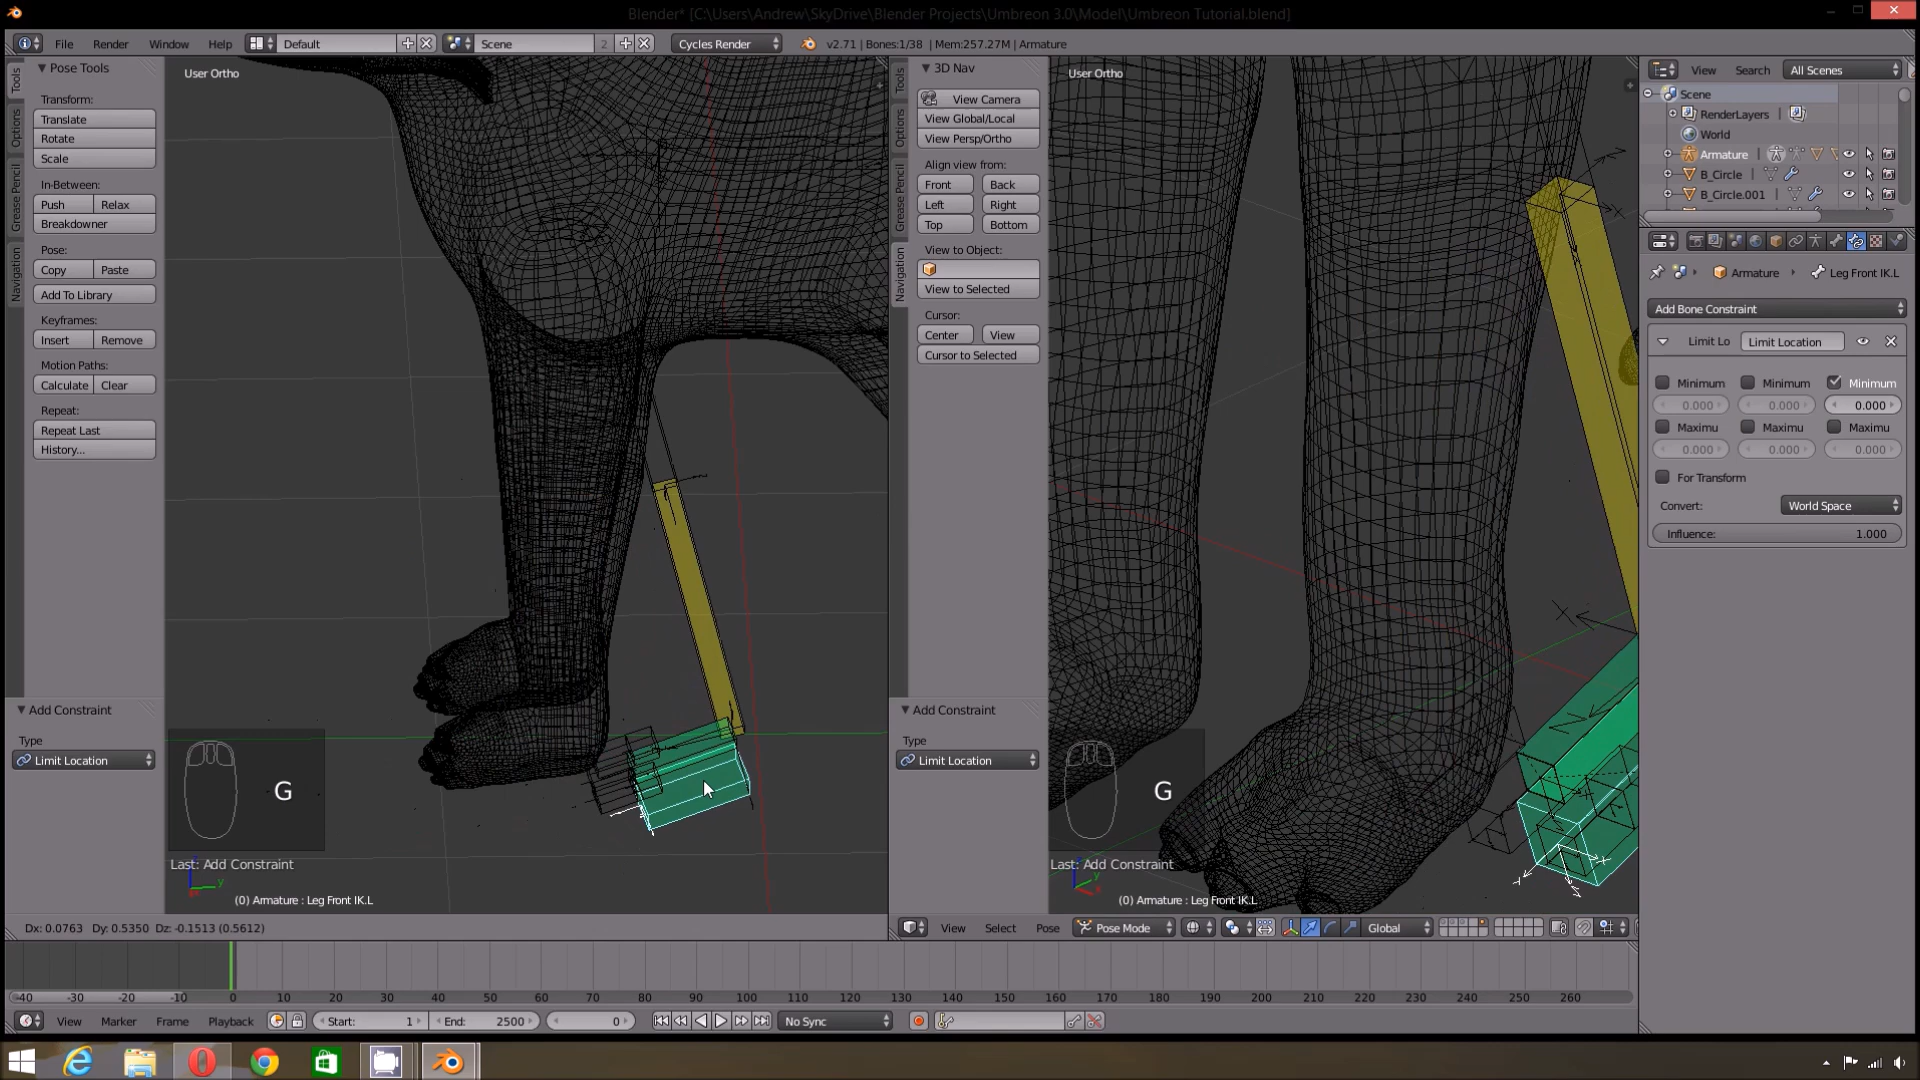 Blender* [C:\Users\Andrew\SkyDrive\Blender Projects\Umbreon 3.0\Model\Umbreon Tutorial.blend]
File Render Window Help Default Scene 2 Cycles Render v2.71 | Bones:1/38 | Mem:257.27M | Armature
Tools
Options
Grease Pencil
Navigation
Pose Tools
Transform:
Translate
Rotate
Scale
In-Between:
Push Relax
Breakdowner
Pose:
Copy Paste
Add To Library
Keyframes:
Insert Remove
Motion Paths:
Calculate Clear
Repeat:
Repeat Last
History...
Add Constraint
Type
Limit Location
User Ortho
G
Last: Add Constraint
y
(0) Armature : Leg Front IK.L
Dx: 0.0763 Dy: 0.5350 Dz: -0.1513 (0.5612)
Tools
Options
Grease Pencil
Navigation
3D Nav
View Camera
View Global/Local
View Persp/Ortho
Align view from:
Front Back
Left Right
Top Bottom
View to Object:
View to Selected
Cursor:
Center View
Cursor to Selected
Add Constraint
Type
Limit Location
User Ortho
G
Last: Add Constraint
(0) Armature : Leg Front IK.L
View Select Pose Pose Mode Global
View Search All Scenes
Scene
RenderLayers
World
Armature
B_Circle
B_Circle.001
Armature Leg Front IK.L
Add Bone Constraint
Limit Lo Limit Location
Minimum Minimum Minimum
0.000 0.000 0.000
Maximu Maximu Maximu
0.000 0.000 0.000
For Transform
Convert: World Space
Influence: 1.000
-40 -30 -20 -10 0 10 20 30 40 50 60 70 80 90 100 110 120 130 140 150 160 170 180 190 200 210 220 230 240 250 260
View Marker Frame Playback Start: 1 End: 2500 0 No Sync